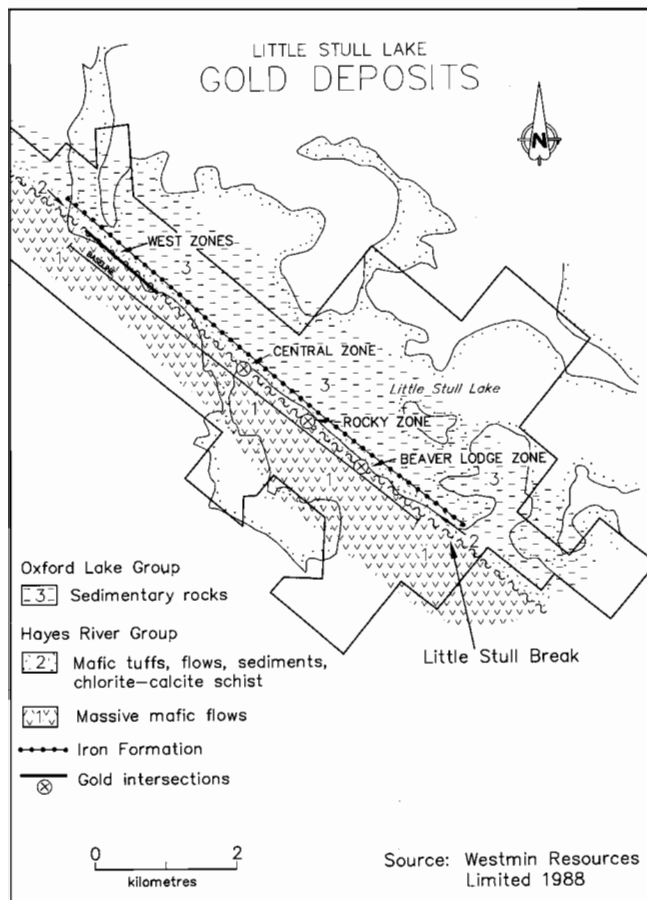 LITTLE STULL LAKE
GOLD DEPOSITS
N
2
WEST ZONES
3
1
BASELINE
CENTRAL ZONE
3
Little Stull Lake
1
ROCKY ZONE
BEAVER LODGE ZONE
1
3
2
1
Little Stull Break
Oxford Lake Group
3 Sedimentary rocks
Hayes River Group
2 Mafic tuffs, flows, sediments,
chlorite-calcite schist
1 Massive mafic flows
Iron Formation
Gold intersections
0 2
kilometres
Source: Westmin Resources
Limited 1988